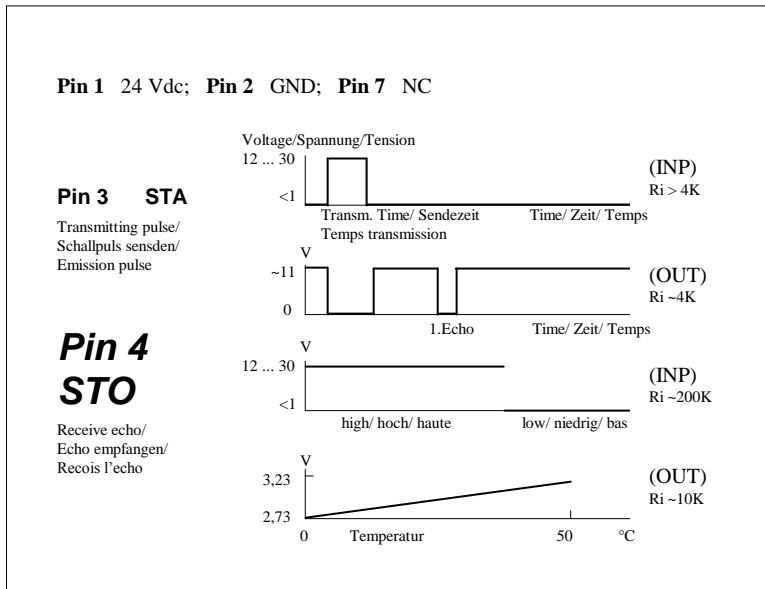 Pin 1 24 Vdc; Pin 2 GND; Pin 7 NC
Voltage/Spannung/Tension
12 ... 30
<1
(INP)
Ri > 4K
Pin 3 STA
Transmitting pulse/
Schallpuls sensden/
Emission pulse
Transm. Time/ Sendezeit
Temps transmission
Time/ Zeit/ Temps
V
~11
0
(OUT)
Ri ~4K
1.Echo
Time/ Zeit/ Temps
Pin 4
STO
Receive echo/
Echo empfangen/
Recois l'echo
V
12 ... 30
<1
(INP)
Ri ~200K
high/ hoch/ haute
low/ niedrig/ bas
V
3,23
2,73
(OUT)
Ri ~10K
0
Temperatur
50
°C